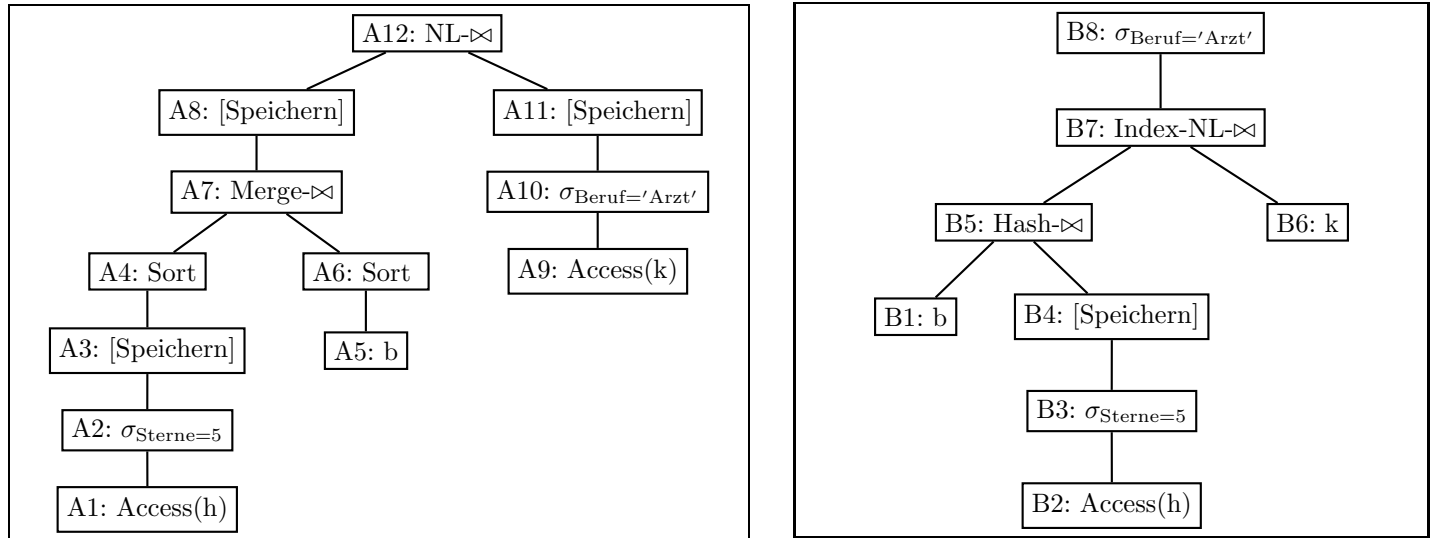 A12: NL-⋈
A8: [Speichern]
A11: [Speichern]
A7: Merge-⋈
A10: σBeruf='Arzt'
A4: Sort
A6: Sort
A9: Access(k)
A3: [Speichern]
A5: b
A2: σSterne=5
A1: Access(h)
B8: σBeruf='Arzt'
B7: Index-NL-⋈
B5: Hash-⋈
B6: k
B1: b
B4: [Speichern]
B3: σSterne=5
B2: Access(h)